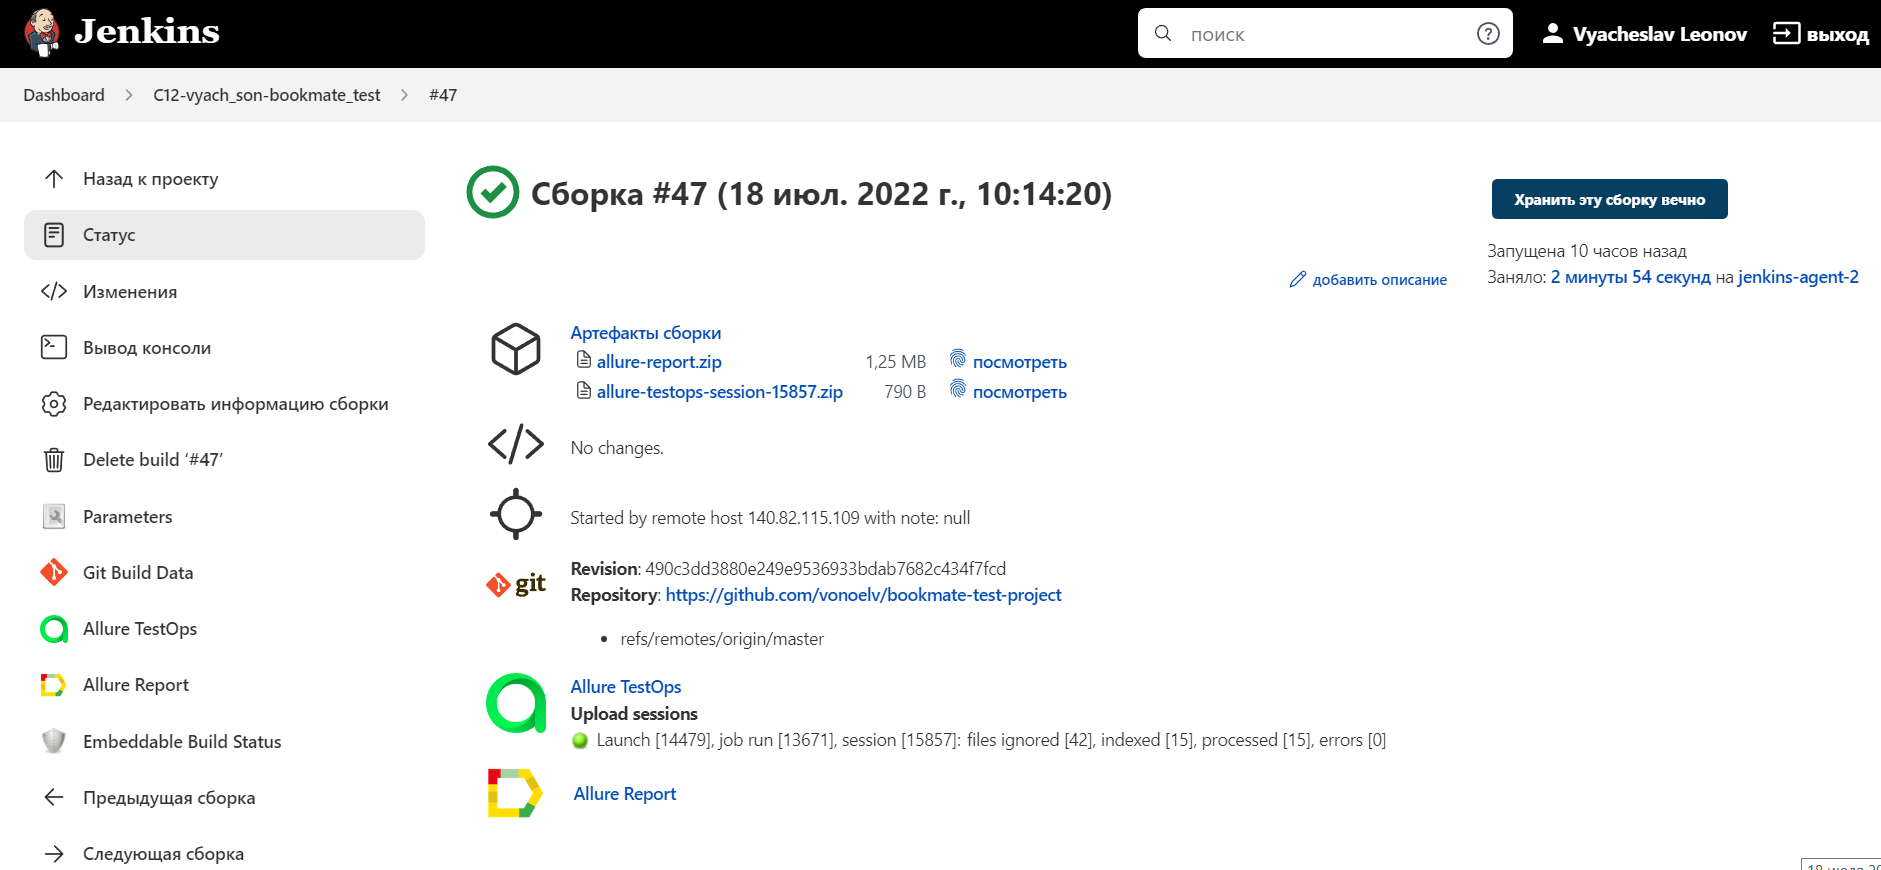 Jenkins
поиск
Vyacheslav Leonov
выход
Dashboard
C12-vyach_son-bookmate_test
#47
Назад к проекту
Статус
Изменения
Вывод консоли
Редактировать информацию сборки
Delete build ‘#47’
Parameters
Git Build Data
Allure TestOps
Allure Report
Embeddable Build Status
Предыдущая сборка
Следующая сборка
Сборка #47 (18 июл. 2022 г., 10:14:20)
Хранить эту сборку вечно
Запущена 10 часов назад
Заняло: 2 минуты 54 секунд на jenkins-agent-2
добавить описание
Артефакты сборки
allure-report.zip 1,25 MB посмотреть
allure-testops-session-15857.zip 790 B посмотреть
No changes.
Started by remote host 140.82.115.109 with note: null
git
Revision: 490c3dd3880e249e9536933bdab7682c434f7fcd
Repository: https://github.com/vonoelv/bookmate-test-project
• refs/remotes/origin/master
Allure TestOps
Upload sessions
Launch [14479], job run [13671], session [15857]: files ignored [42], indexed [15], processed [15], errors [0]
Allure Report